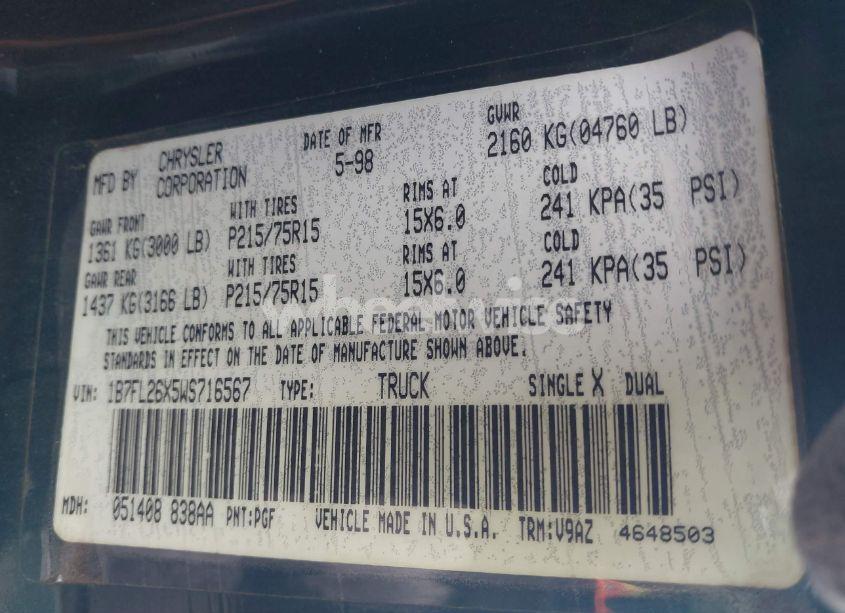 MFD BY CHRYSLER CORPORATION DATE OF MFR 5-98 GVWR 2160 KG(04760 LB)
GAWR FRONT WITH TIRES RIMS AT COLD
1361 KG(3000 LB) P215/75R15 15X6.0 241 KPA(35 PSI)
GAWR REAR WITH TIRES RIMS AT COLD
1437 KG(3166 LB) P215/75R15 15X6.0 241 KPA(35 PSI)
THIS VEHICLE CONFORMS TO ALL APPLICABLE FEDERAL MOTOR VEHICLE SAFETY
STANDARDS IN EFFECT ON THE DATE OF MANUFACTURE SHOWN ABOVE.
VIN: 1B7FL26X5WS716567 TYPE: TRUCK SINGLE X DUAL
MDH: 051408 838AA PNT:PGF VEHICLE MADE IN U.S.A. TRM:V9AZ 4648503